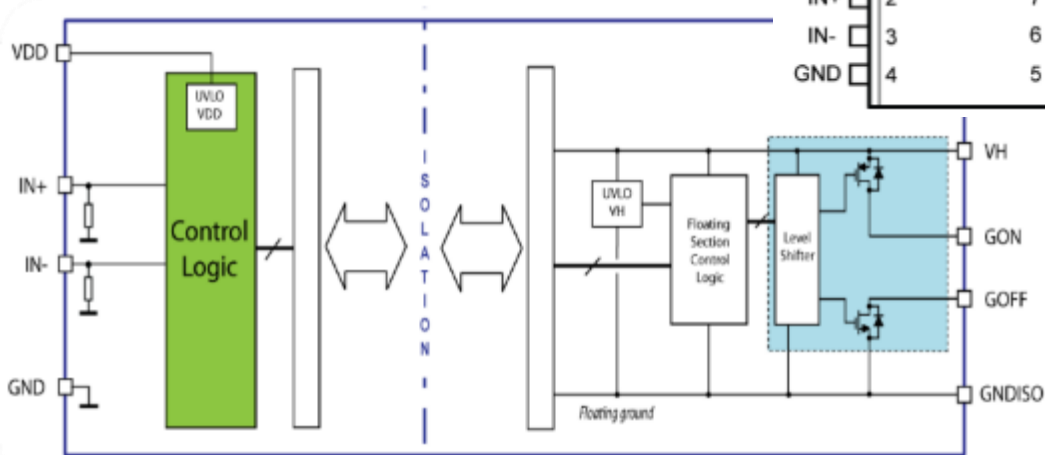 IN+ 2 7
IN- 3 6
GND 4 5
VDD
UVLO
VDD
IN+
IN-
GND
Control
Logic
ISOLATION
UVLO
VH
Floating
Section
Control
Logic
Level
Shifter
VH
GON
GOFF
GNDISO
Floating ground